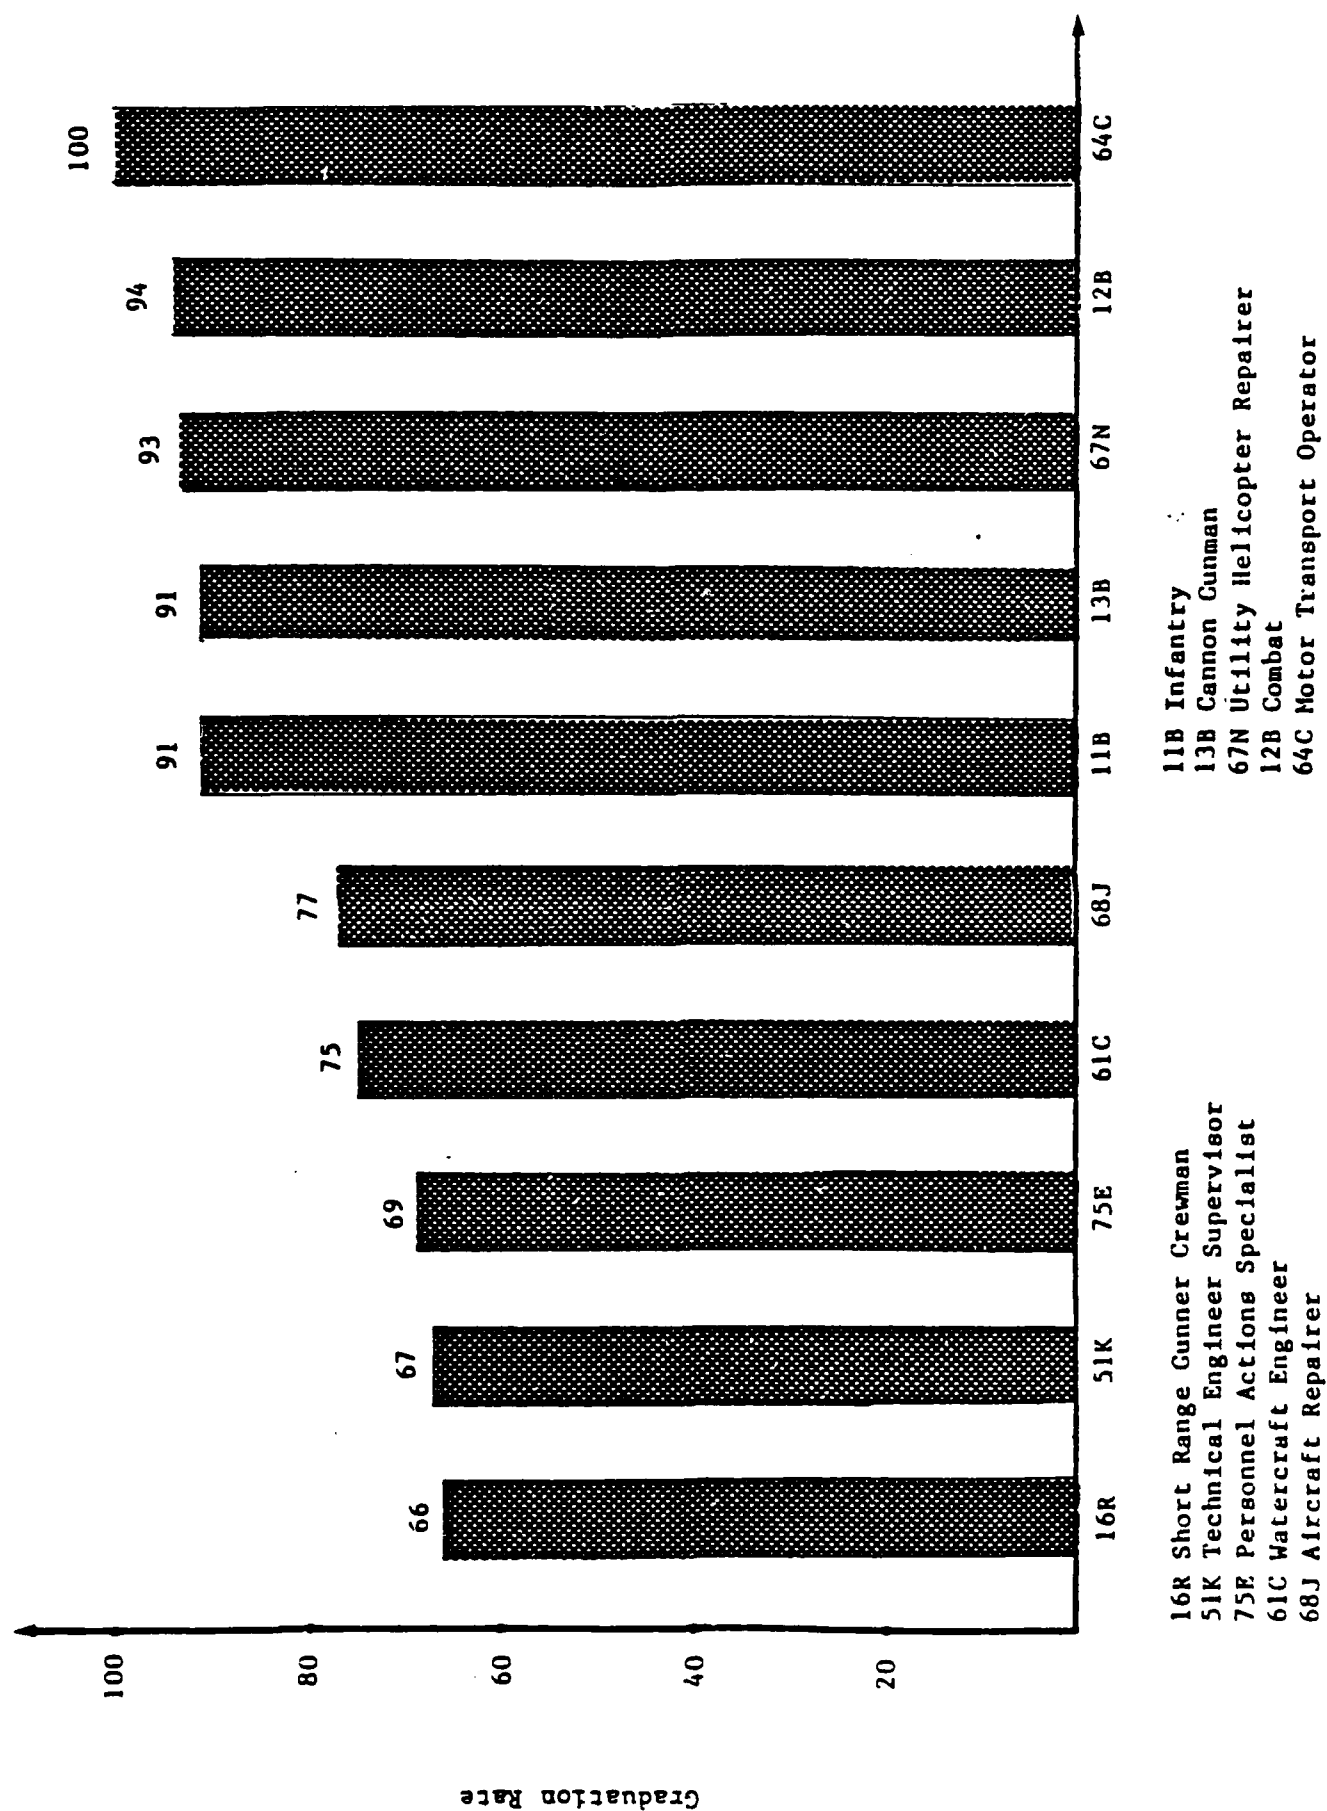 Graduation Rate
100
80
60
40
20
66
67
69
75
77
91
91
93
94
100
16R
51K
75E
61C
68J
11B
13B
67N
12B
64C
16R Short Range Gunner Crewman
51K Technical Engineer Supervisor
75E Personnel Actions Specialist
61C Watercraft Engineer
68J Aircraft Repairer
11B Infantry
13B Cannon Gunman
67N Utility Helicopter Repairer
12B Combat
64C Motor Transport Operator